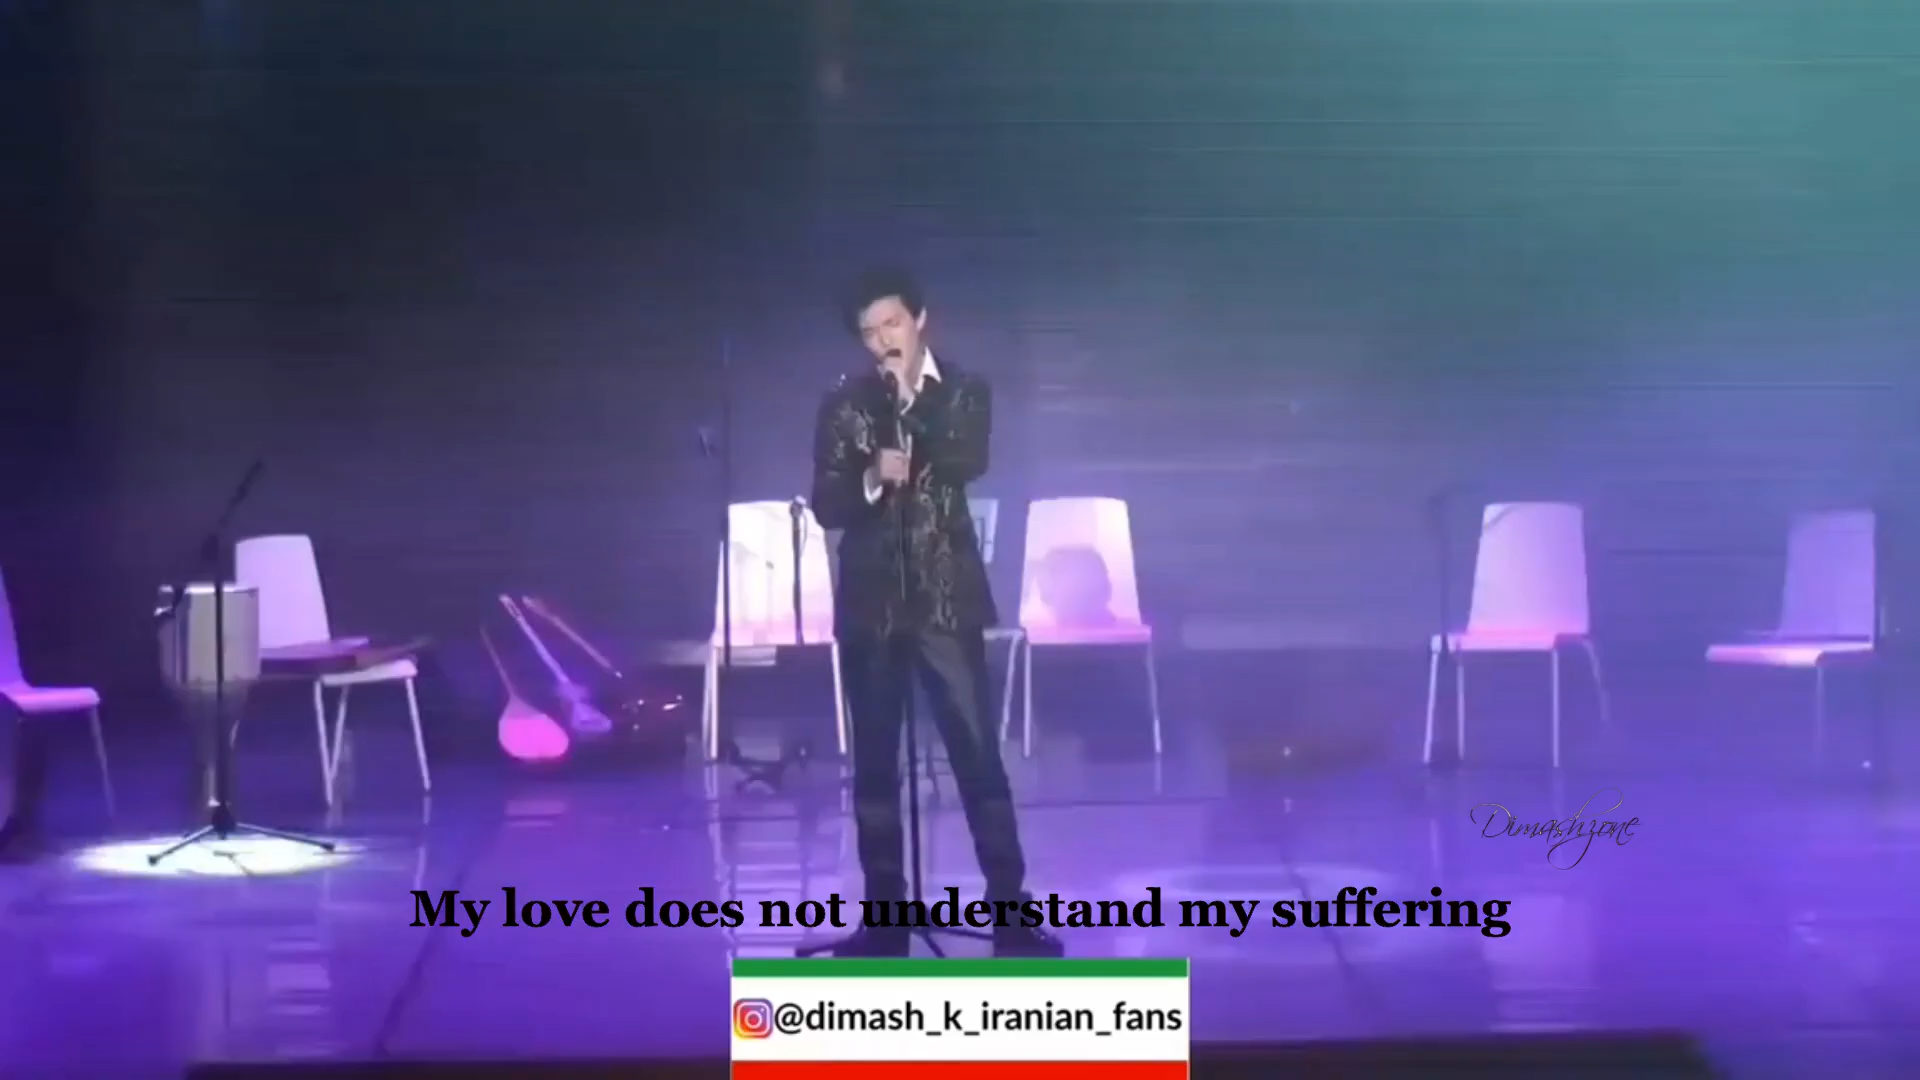 Dimashzone
My love does not understand my suffering
@dimash_k_iranian_fans